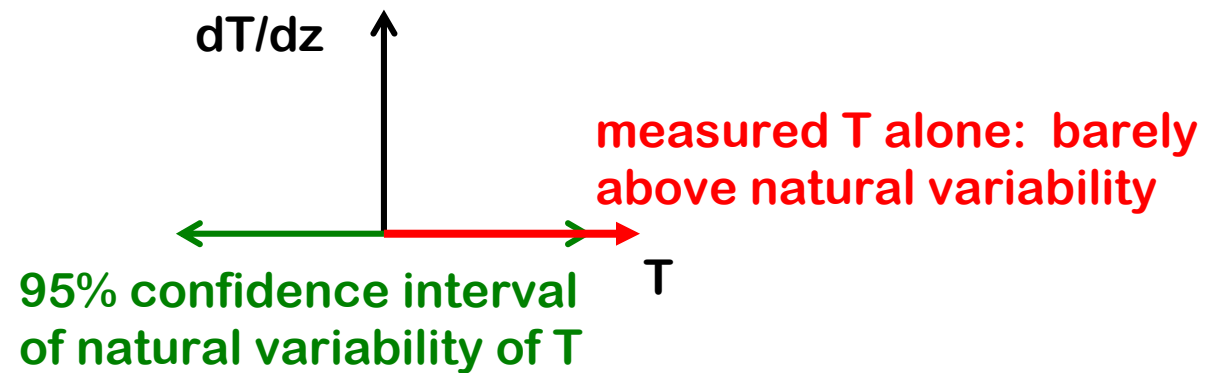 dT/dz
measured T alone: barely
above natural variability
T
95% confidence interval
of natural variability of T